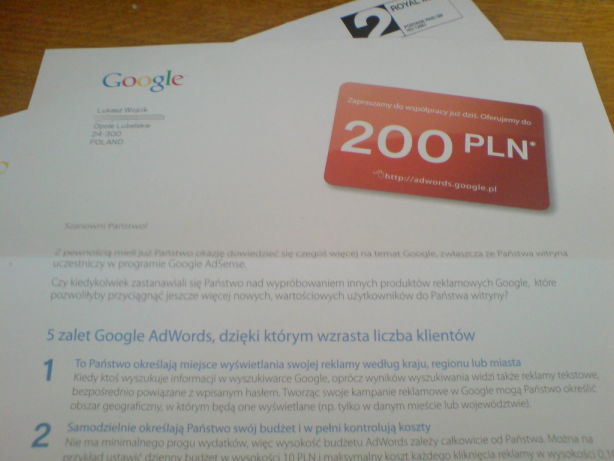 ROYAL
2
Google
Lukasz Wojcik
Opole Lubelskie
24-300
POLAND
Zapraszamy do współpracy już dziś. Oferujemy do
200 PLN*
http://adwords.google.pl
Szanowni Państwo!
Z pewnością mieli już Państwo okazję dowiedzieć się czegoś więcej na temat Google, zwłaszcza że Państwa witryna
uczestniczy w programie Google AdSense.
Czy kiedykolwiek zastanawiali się Państwo nad wypróbowaniem innych produktów reklamowych Google, które
pozwoliłyby przyciągnąć jeszcze więcej nowych, wartościowych użytkowników do Państwa witryny?
5 zalet Google AdWords, dzięki którym wzrasta liczba klientów
1 To Państwo określają miejsce wyświetlania swojej reklamy według kraju, regionu lub miasta
Kiedy ktoś wyszukuje informacji w wyszukiwarce Google, oprócz wyników wyszukiwania widzi także reklamy tekstowe,
bezpośrednio powiązane z wpisanym hasłem. Tworząc swoje kampanie reklamowe w Google mogą Państwo określić
obszar geograficzny, w którym będą one wyświetlane (np. tylko w danym mieście lub województwie).
2 Samodzielnie określają Państwo swój budżet i w pełni kontrolują koszty
Nie ma minimalnego progu wydatków, więc wysokość budżetu AdWords zależy całkowicie od Państwa. Można na
przykład ustawić dzienny budżet w wysokości 10 PLN i maksymalny koszt każdego kliknięcia reklamy w wysokości 0,1